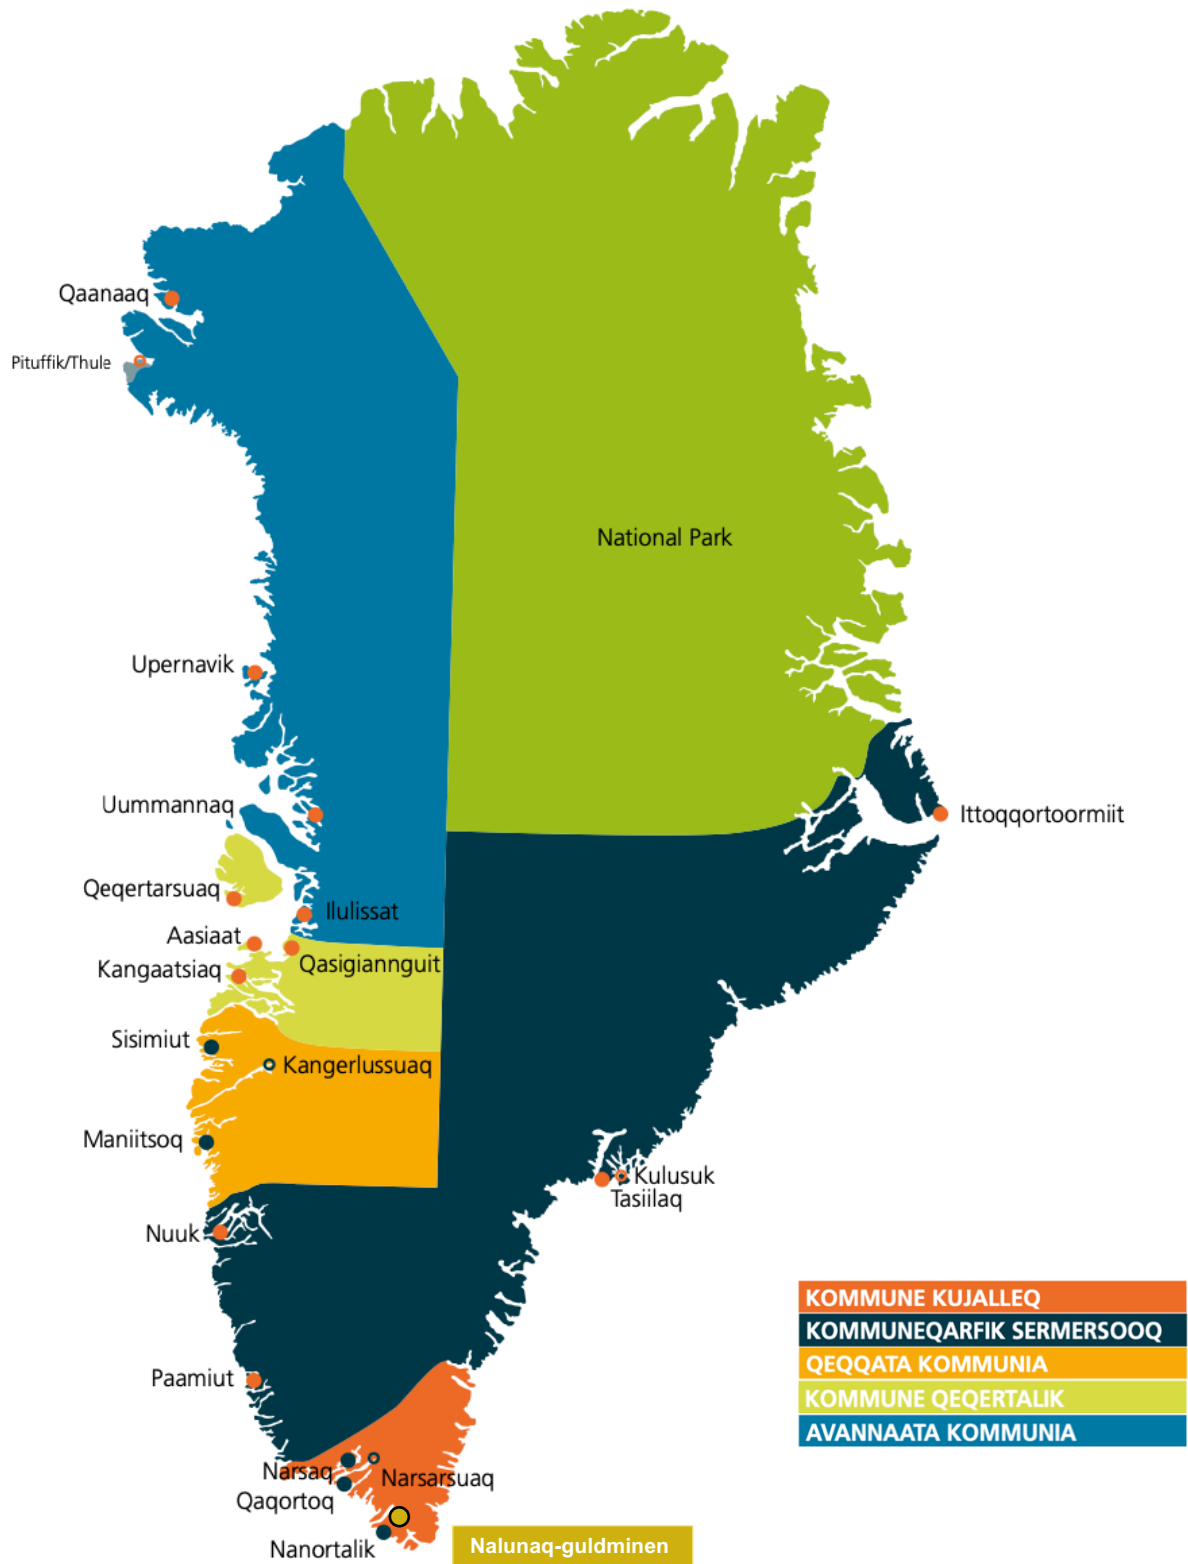 Qaanaaq
Pituffik/Thule
National Park
Upernavik
Uummannaq
Ittoqqortoormiit
Qeqertarsuaq
Ilulissat
Aasiaat
Qasigiannguit
Kangaatsiaq
Sisimiut
Kangerlussuaq
Maniitsoq
Kulusuk
Tasiilaq
Nuuk
KOMMUNE KUJALLEQ
KOMMUNEQARFIK SERMERSOOQ
QEQQATA KOMMUNIA
KOMMUNE QEQERTALIK
AVANNAATA KOMMUNIA
Paamiut
Narsaq
Narsarsuaq
Qaqortoq
Nanortalik
Nalunaq-guldminen